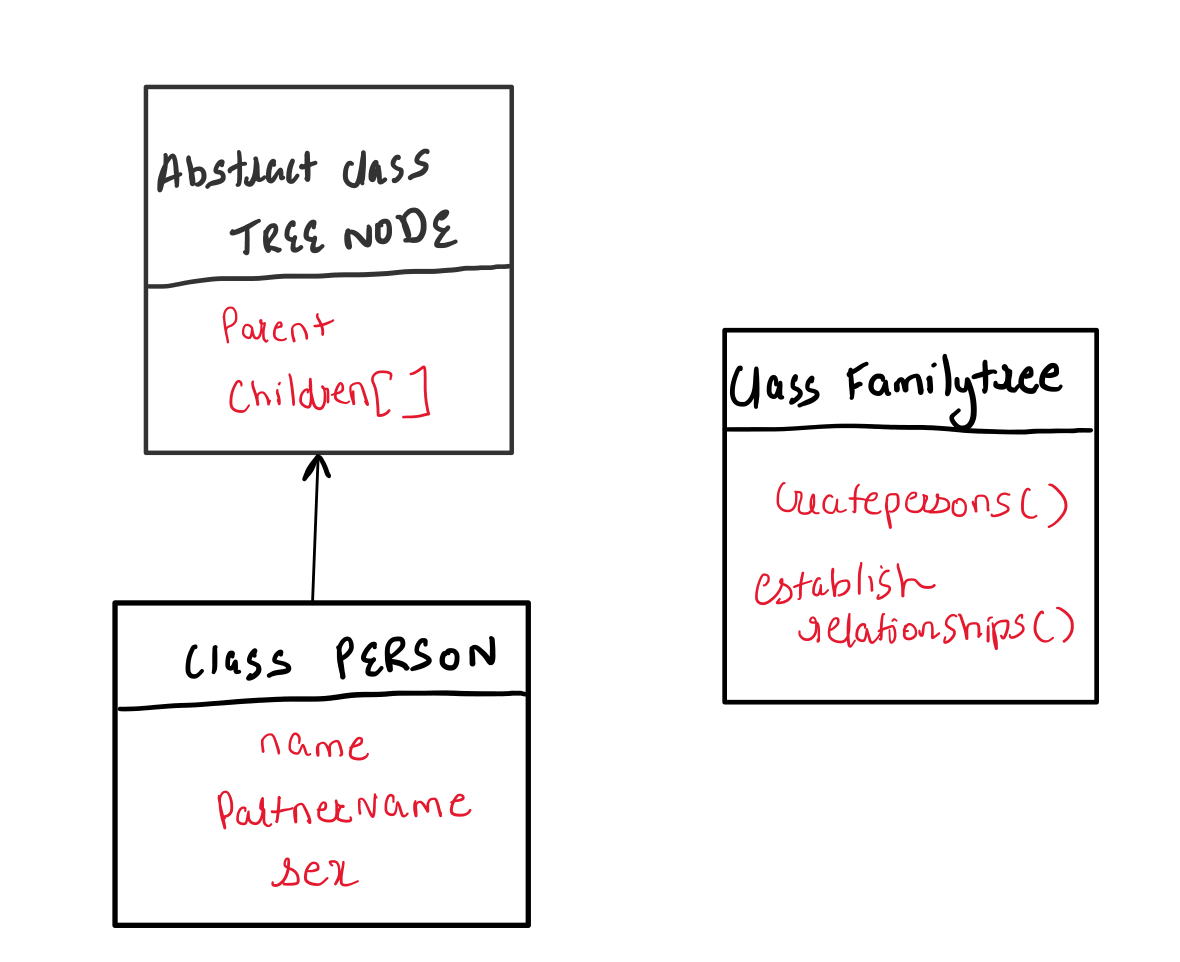 Abstract class
TREE NODE
Parent
Children[]
Class PERSON
name
PartnerName
sex
Class Familytree
Createpersons()
establish
relationships()